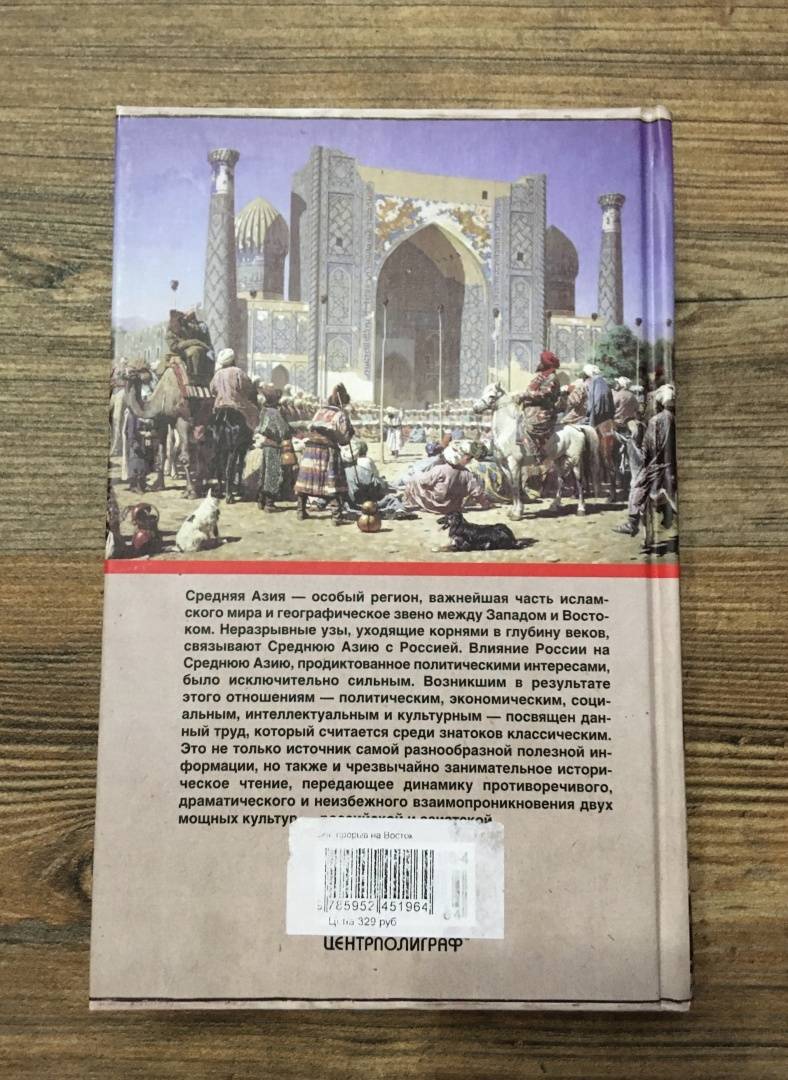 Средняя Азия — особый регион, важнейшая часть ислам-
ского мира и географическое звено между Западом и Восто-
ком. Неразрывные узы, уходящие корнями в глубину веков,
связывают Среднюю Азию с Россией. Влияние России на
Среднюю Азию, продиктованное политическими интересами,
было исключительно сильным. Возникшим в результате
этого отношениям — политическим, экономическим, соци-
альным, интеллектуальным и культурным — посвящен дан-
ный труд, который считается среди знатоков классическим.
Это не только источник самой разнообразной полезной ин-
формации, но также и чрезвычайно занимательное истори-
ческое чтение, передающее динамику противоречивого,
драматического и неизбежного взаимопроникновения двух
мощных культур — российской и азиатской
прорыв на Восток
785952 451964
Цена 329 руб
ЦЕНТРПОЛИГРАФ